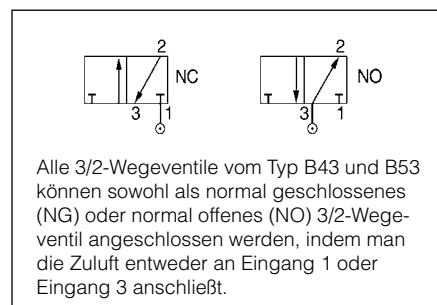 2 2
NC NO
3 1 3 1
Alle 3/2-Wegeventile vom Typ B43 und B53
können sowohl als normal geschlossenes
(NG) oder normal offenes (NO) 3/2-Wege-
ventil angeschlossen werden, indem man
die Zuluft entweder an Eingang 1 oder
Eingang 3 anschließt.